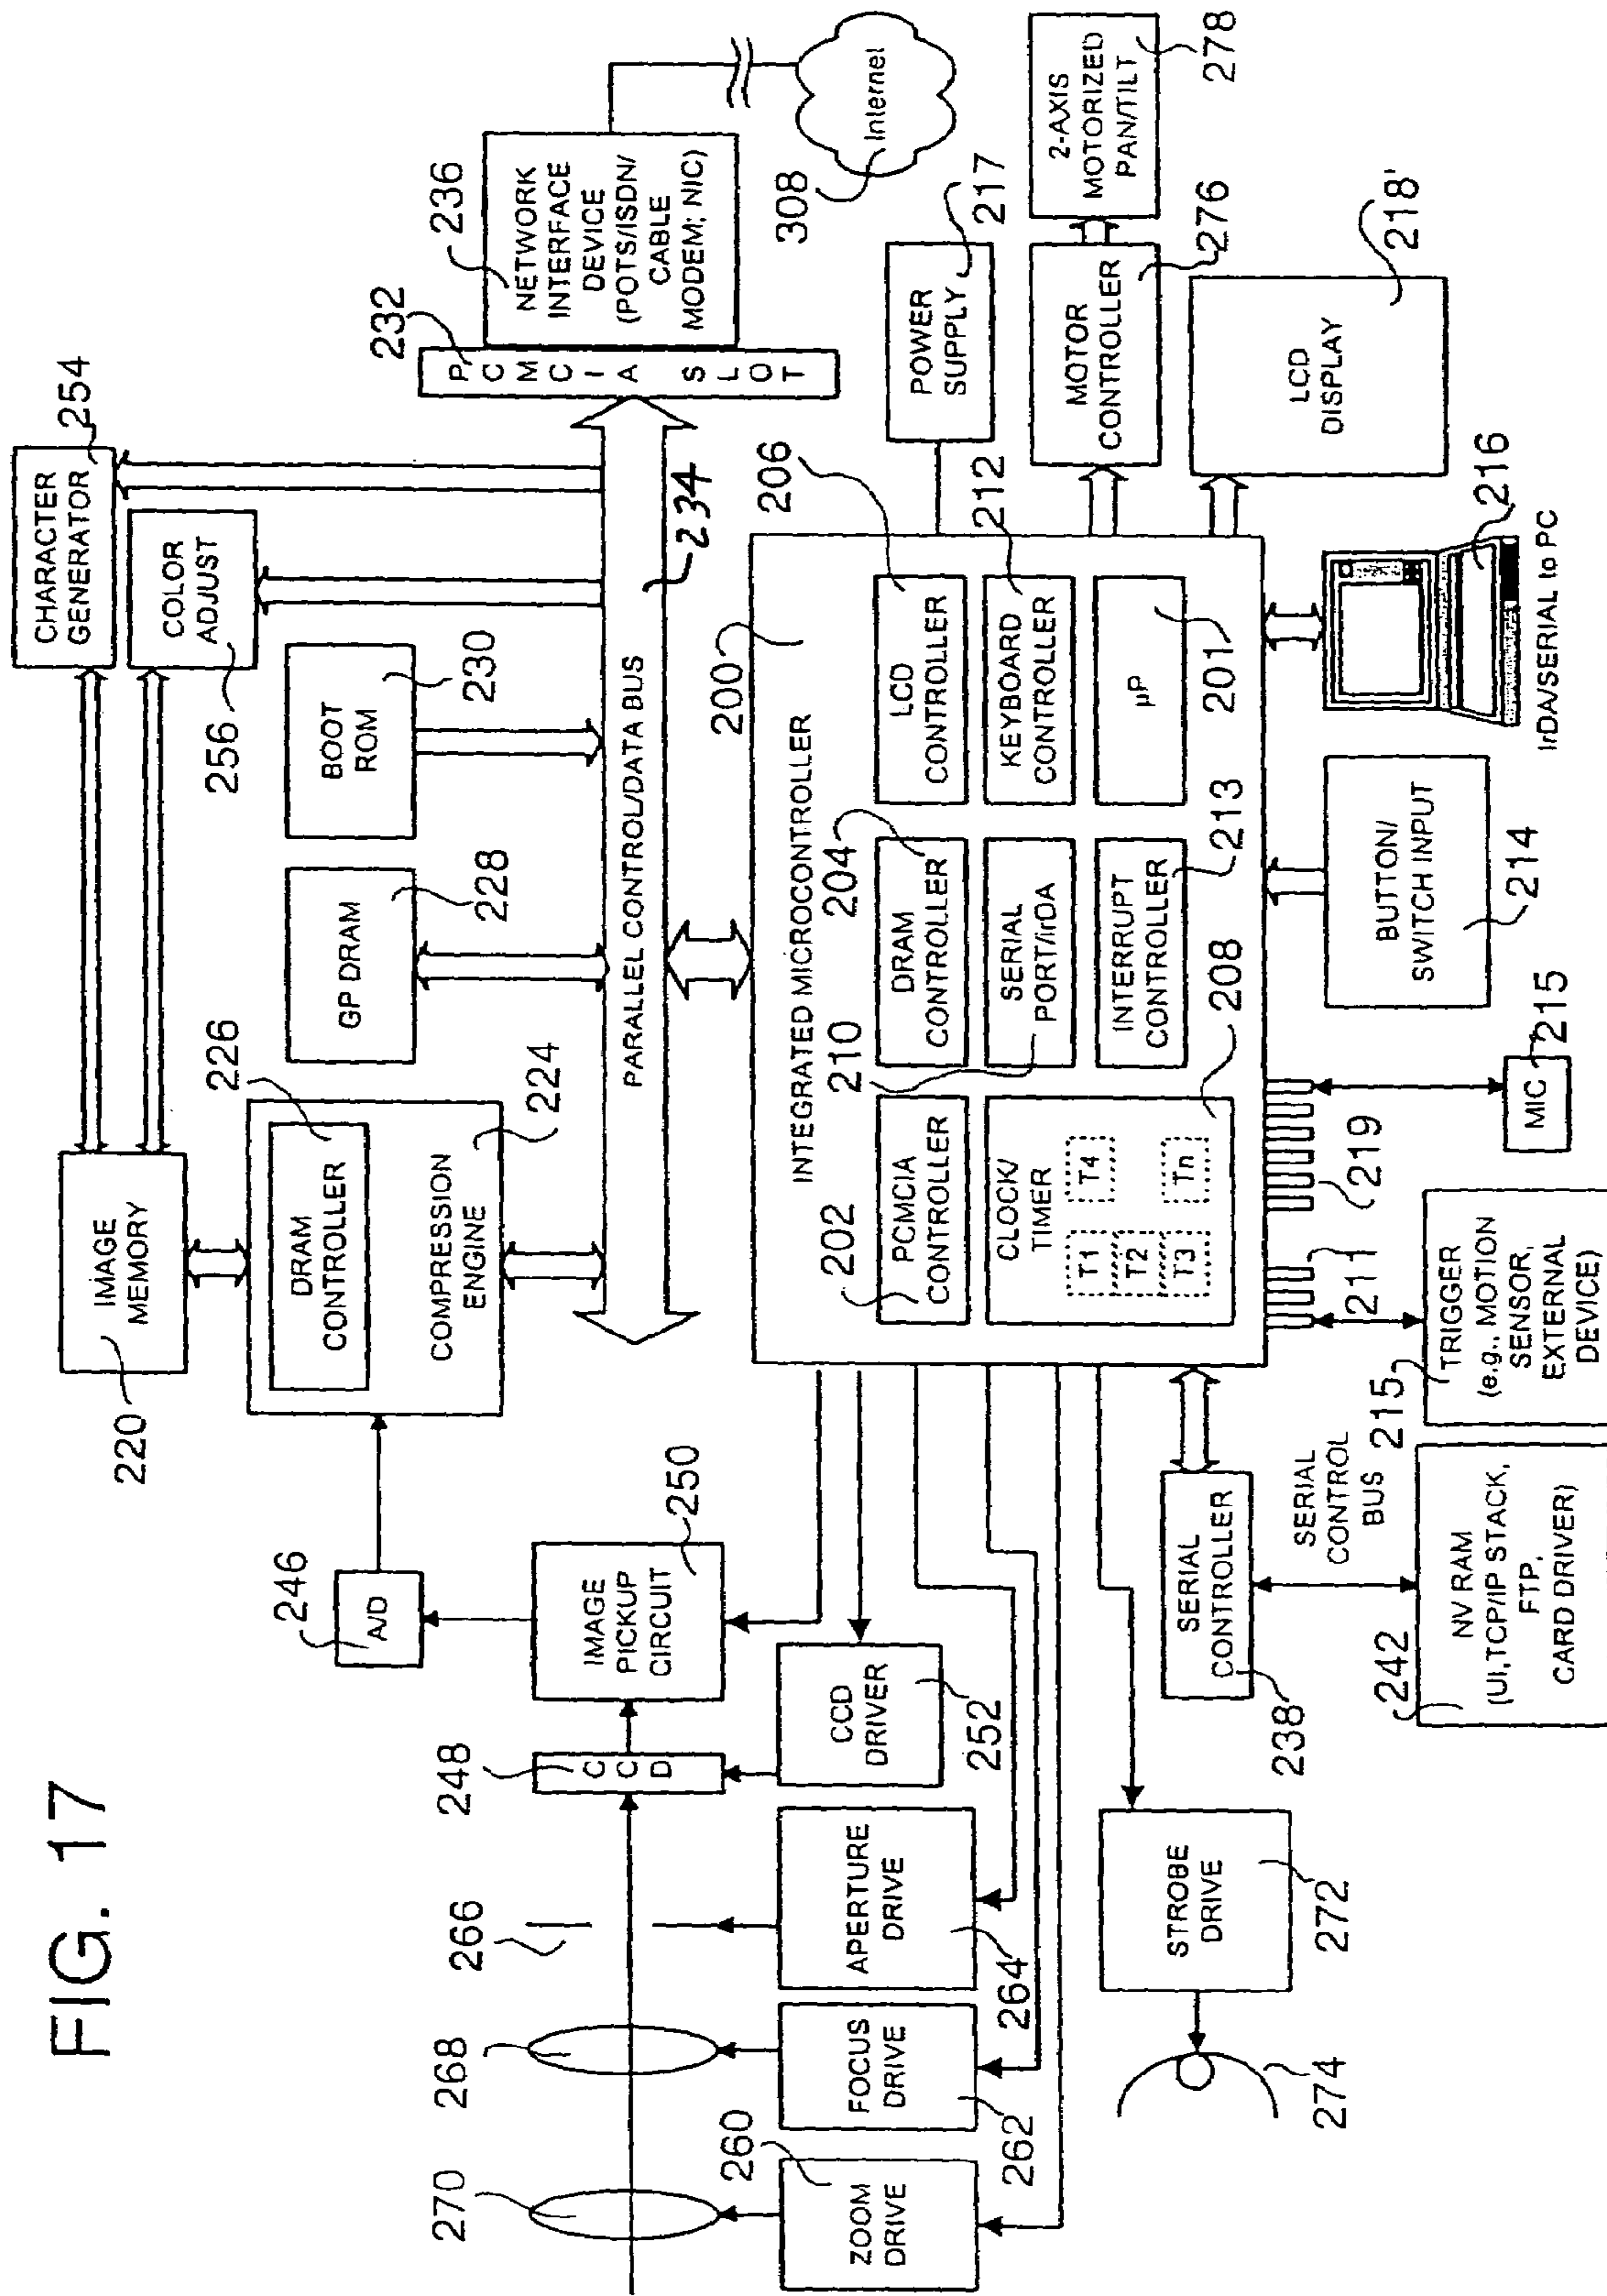 FIG. 17
CHARACTER
GENERATOR
254
COLOR
ADJUST
256
IMAGE
MEMORY
220
226
DRAM
CONTROLLER
COMPRESSION
ENGINE
224
GP DRAM
228
BOOT
ROM
230
232
PCMCIA SLOT
236
NETWORK
INTERFACE
DEVICE
(POTS/ISDN/
CABLE
MODEM; NIC)
Internet
308
PARALLEL CONTROL/DATA BUS
234
246
A/D
IMAGE
PICKUP
CIRCUIT
250
248
CCD
CCD
DRIVER
252
266
268
270
APERTURE
DRIVE
264
FOCUS
DRIVE
262
260
ZOOM
DRIVE
STROBE
DRIVE
272
274
200
INTEGRATED MICROCONTROLLER
202
PCMCIA
CONTROLLER
204
DRAM
CONTROLLER
206
LCD
CONTROLLER
CLOCK/
TIMER
T1
T2
T3
T4
Tn
208
210
SERIAL
PORT/irDA
212
KEYBOARD
CONTROLLER
INTERRUPT
CONTROLLER
213
µP
201
POWER
SUPPLY
217
MOTOR
CONTROLLER
276
2-AXIS
MOTORIZED
PAN/TILT
278
LCD
DISPLAY
218'
216
IrDA/SERIAL to PC
BUTTON/
SWITCH INPUT
214
MIC
215
219
211
TRIGGER
(e.g., MOTION
SENSOR,
EXTERNAL
DEVICE)
215
SERIAL
CONTROLLER
238
SERIAL
CONTROL
BUS
NV RAM
(UI,TCP/IP STACK,
FTP,
CARD DRIVER)
242